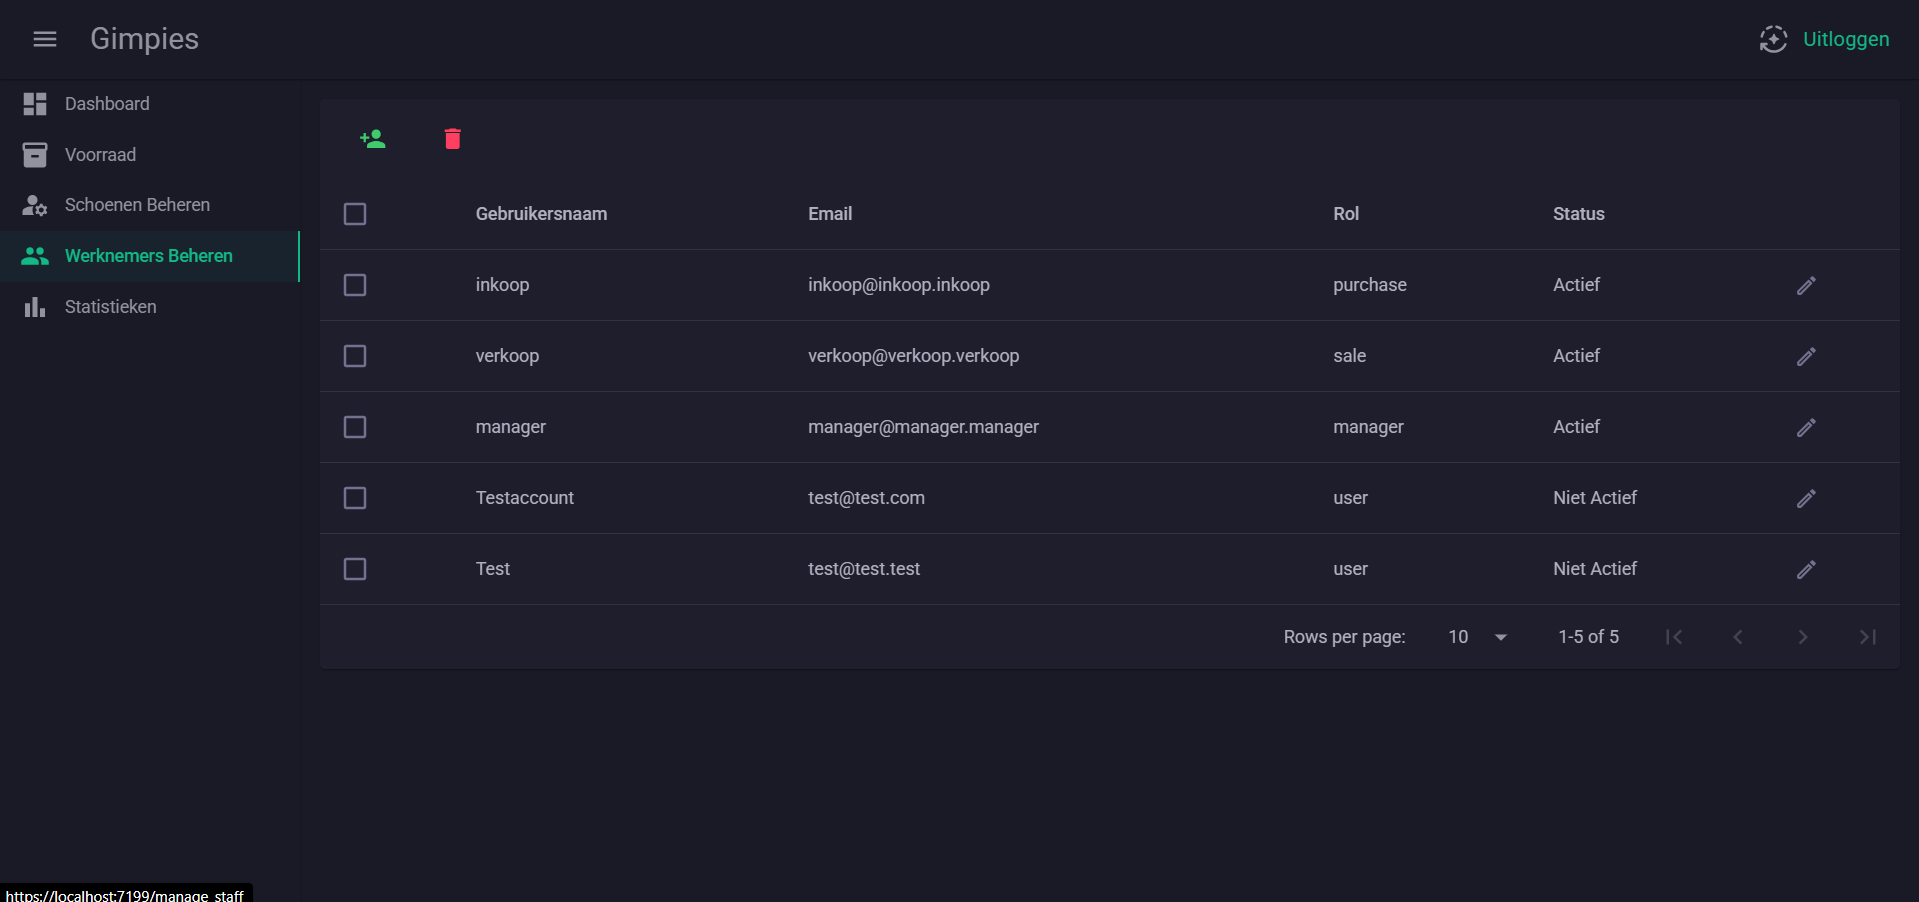 Gimpies
Uitloggen
Dashboard
Voorraad
Schoenen Beheren
Werknemers Beheren
Statistieken
Gebruikersnaam Email Rol Status
inkoop inkoop@inkoop.inkoop purchase Actief
verkoop verkoop@verkoop.verkoop sale Actief
manager manager@manager.manager manager Actief
Testaccount test@test.com user Niet Actief
Test test@test.test user Niet Actief
Rows per page: 10 1-5 of 5
https://localhost:7199/manage_staff